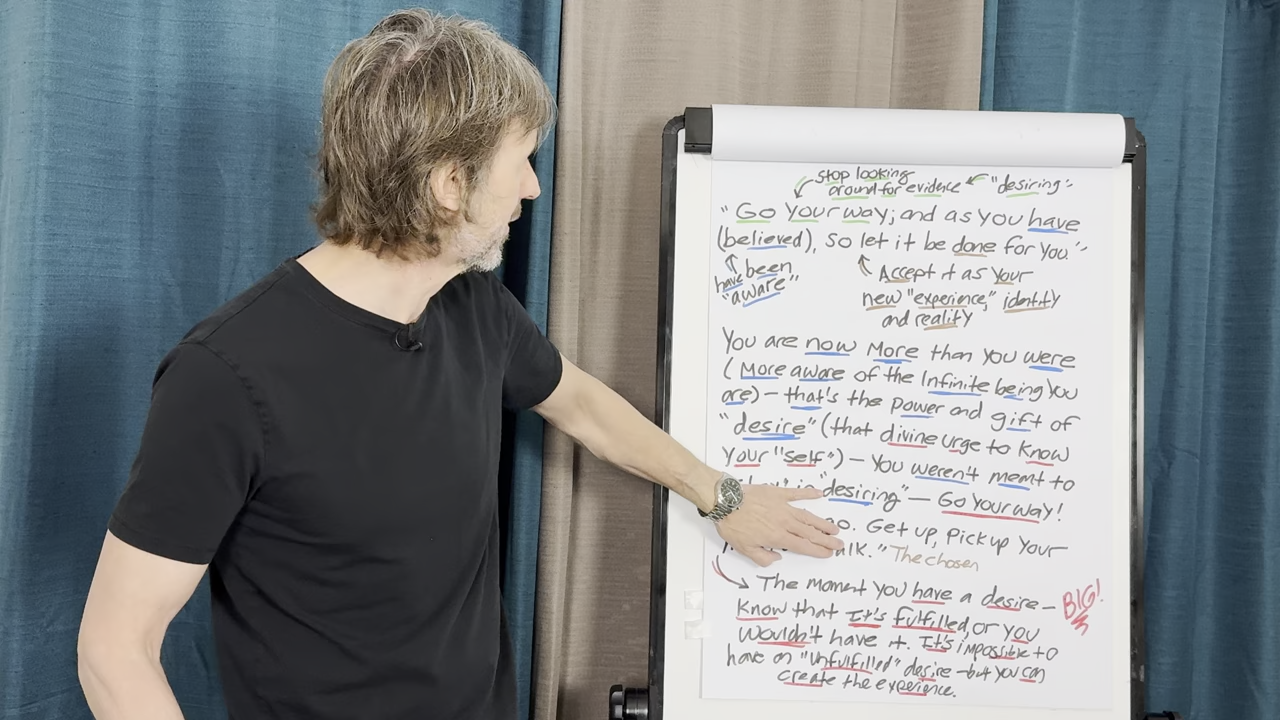 stop looking
around for evidence "desiring"
"Go your way; and as you have
(believed), so let it be done for you."
have been
"aware"
Accept it as your
new "experience," identity
and reality
You are now more than you were
(more aware of the Infinite being you
are) – that's the power and gift of
"desire" (that divine urge to know
your "self") – you weren't memt to
"desiring" – Go your way!
Get up, pick up your
The chosen
The moment you have a desire –
know that It's fulfilled, or you
wouldn't have it. It's impossible to
have an "unfulfilled" desire – but you can
create the experience.
BIG!